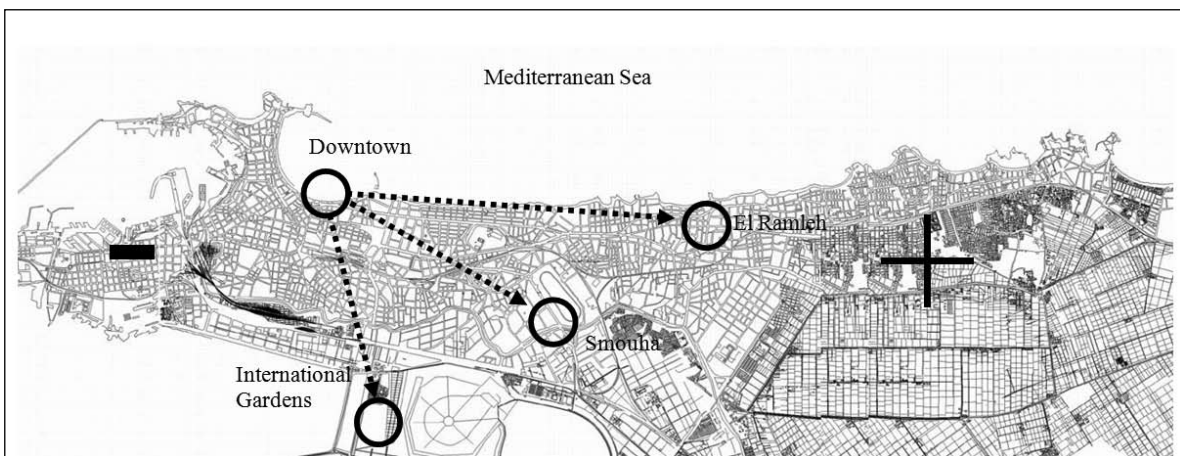 Mediterranean Sea
Downtown
El Ramleh
Smouha
International
Gardens